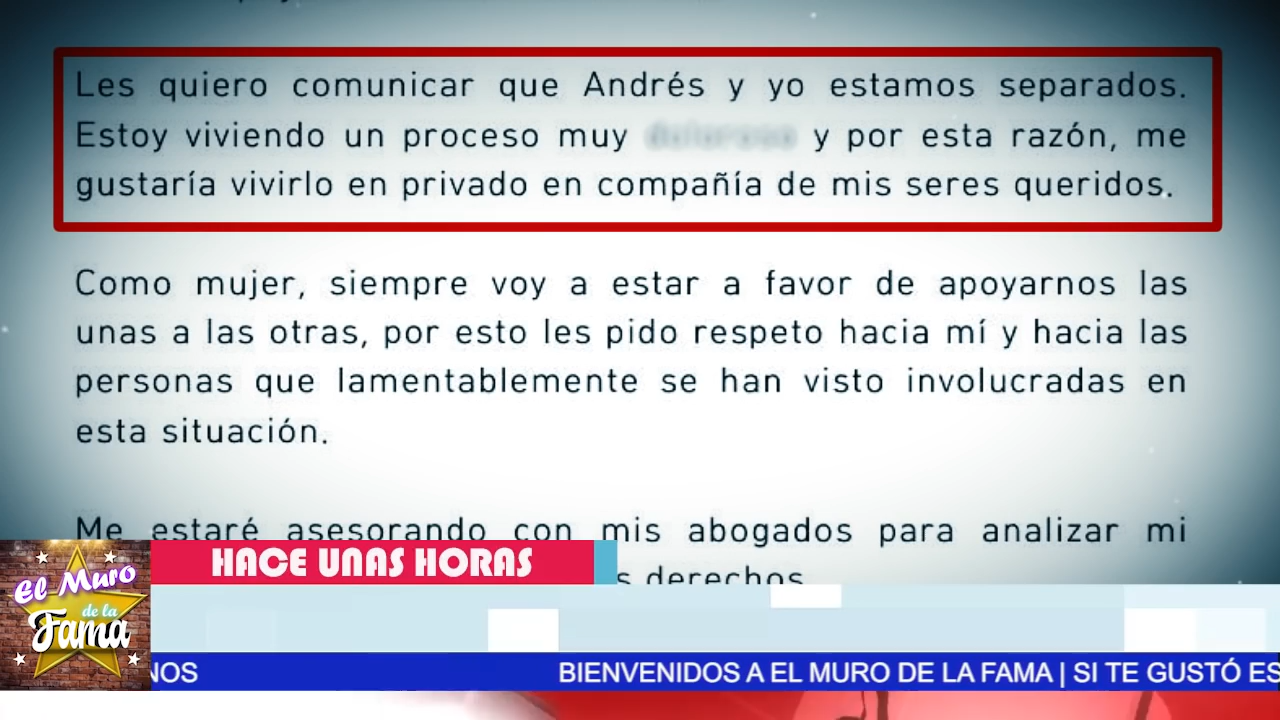 Les quiero comunicar que Andrés y yo estamos separados.
Estoy viviendo un proceso muy y por esta razón, me
gustaría vivirlo en privado en compañía de mis seres queridos.
Como mujer, siempre voy a estar a favor de apoyarnos las
unas a las otras, por esto les pido respeto hacia mí y hacia las
personas que lamentablemente se han visto involucradas en
esta situación.
Me estaré asesorando con mis abogados para analizar mi
derechos
HACE UNAS HORAS
El Muro
de la
Fama
NOS BIENVENIDOS A EL MURO DE LA FAMA | SI TE GUSTÓ ES